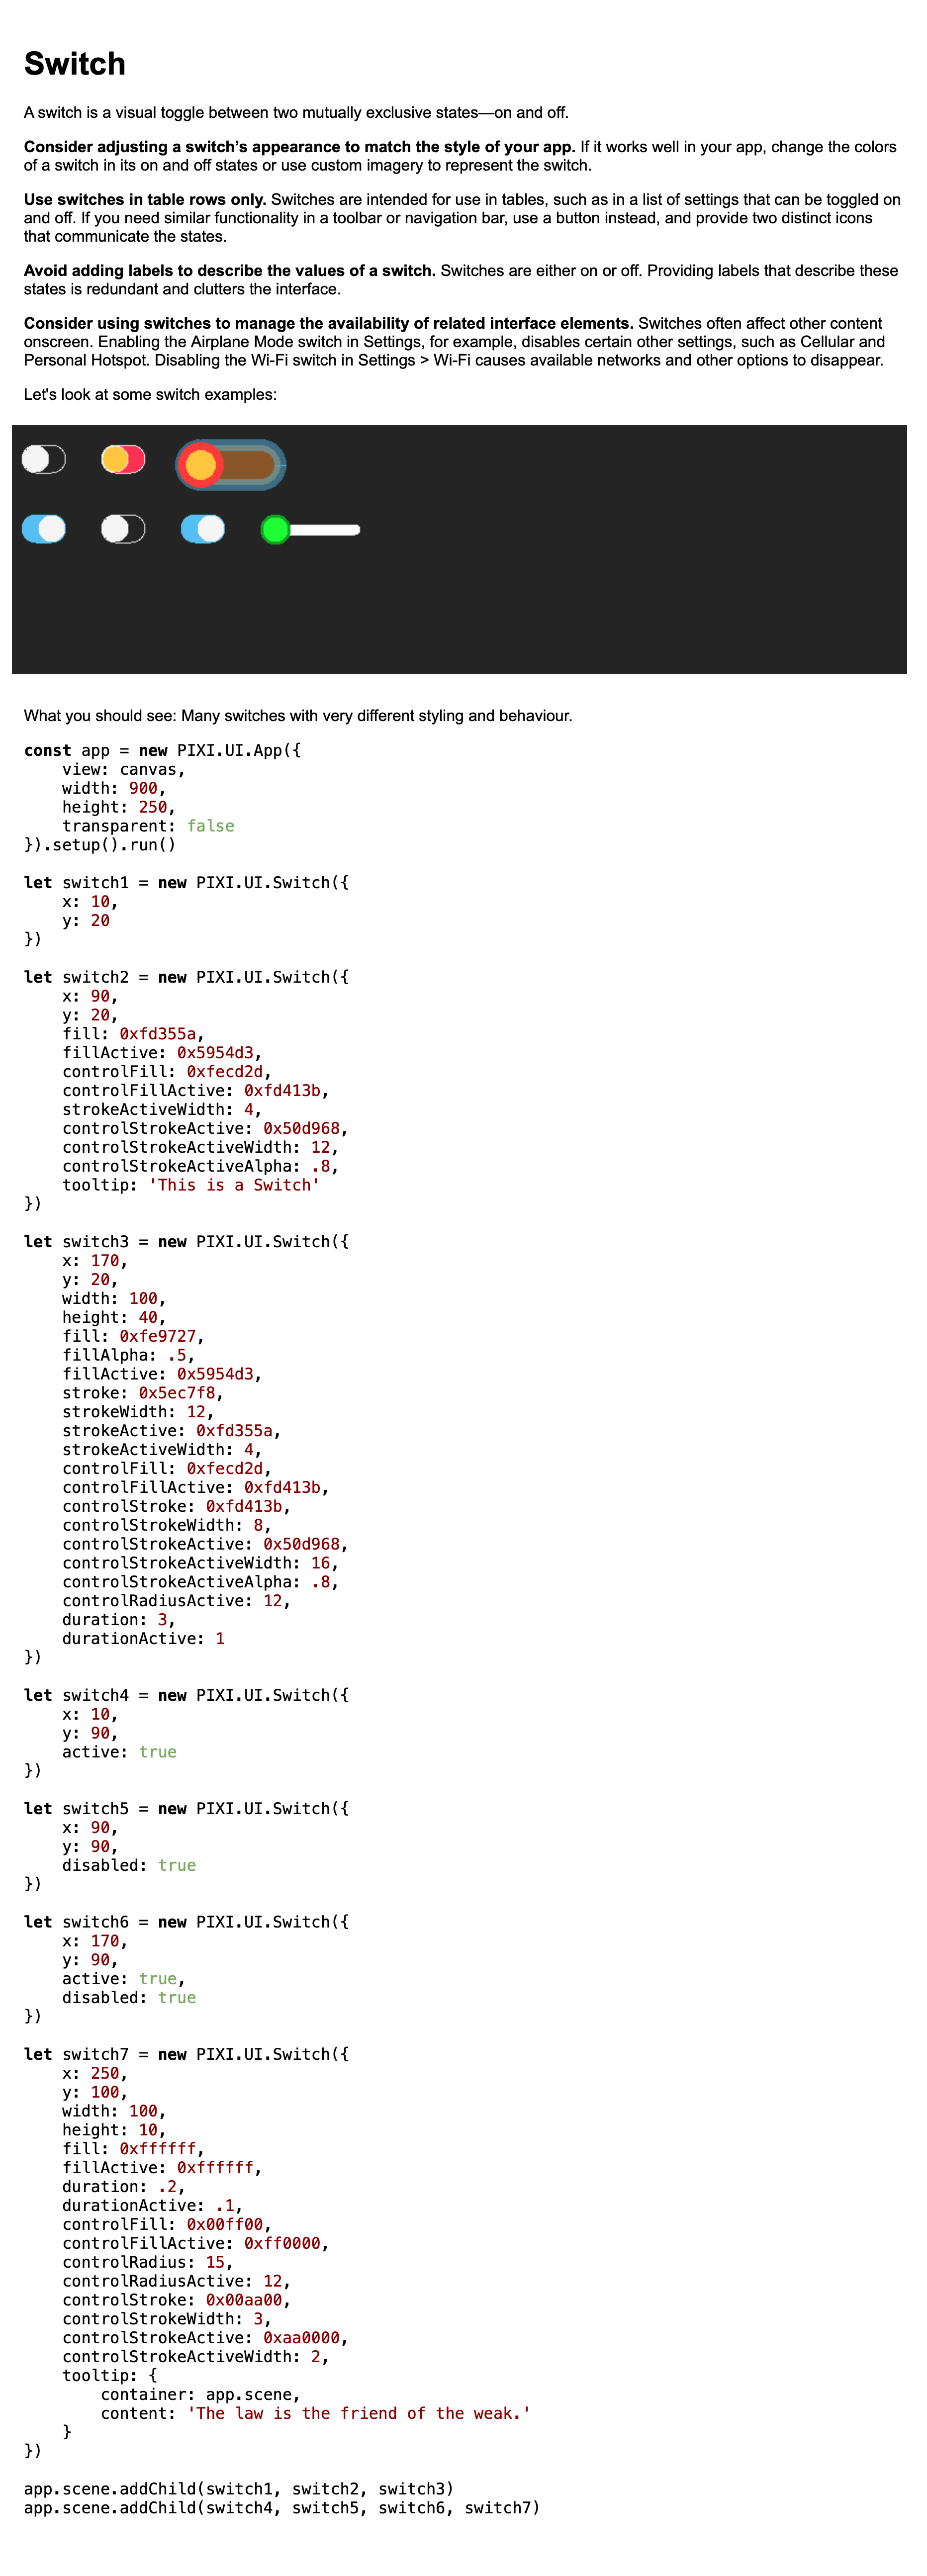 Switch
A switch is a visual toggle between two mutually exclusive states—on and off.
Consider adjusting a switch’s appearance to match the style of your app. If it works well in your app, change the colors
of a switch in its on and off states or use custom imagery to represent the switch.
Use switches in table rows only. Switches are intended for use in tables, such as in a list of settings that can be toggled on
and off. If you need similar functionality in a toolbar or navigation bar, use a button instead, and provide two distinct icons
that communicate the states.
Avoid adding labels to describe the values of a switch. Switches are either on or off. Providing labels that describe these
states is redundant and clutters the interface.
Consider using switches to manage the availability of related interface elements. Switches often affect other content
onscreen. Enabling the Airplane Mode switch in Settings, for example, disables certain other settings, such as Cellular and
Personal Hotspot. Disabling the Wi-Fi switch in Settings > Wi-Fi causes available networks and other options to disappear.
Let's look at some switch examples:
What you should see: Many switches with very different styling and behaviour.
const app = new PIXI.UI.App({
    view: canvas,
    width: 900,
    height: 250,
    transparent: false
}).setup().run()
let switch1 = new PIXI.UI.Switch({
    x: 10,
    y: 20
})
let switch2 = new PIXI.UI.Switch({
    x: 90,
    y: 20,
    fill: 0xfd355a,
    fillActive: 0x5954d3,
    controlFill: 0xfecd2d,
    controlFillActive: 0xfd413b,
    strokeActiveWidth: 4,
    controlStrokeActive: 0x50d968,
    controlStrokeActiveWidth: 12,
    controlStrokeActiveAlpha: .8,
    tooltip: 'This is a Switch'
})
let switch3 = new PIXI.UI.Switch({
    x: 170,
    y: 20,
    width: 100,
    height: 40,
    fill: 0xfe9727,
    fillAlpha: .5,
    fillActive: 0x5954d3,
    stroke: 0x5ec7f8,
    strokeWidth: 12,
    strokeActive: 0xfd355a,
    strokeActiveWidth: 4,
    controlFill: 0xfecd2d,
    controlFillActive: 0xfd413b,
    controlStroke: 0xfd413b,
    controlStrokeWidth: 8,
    controlStrokeActive: 0x50d968,
    controlStrokeActiveWidth: 16,
    controlStrokeActiveAlpha: .8,
    controlRadiusActive: 12,
    duration: 3,
    durationActive: 1
})
let switch4 = new PIXI.UI.Switch({
    x: 10,
    y: 90,
    active: true
})
let switch5 = new PIXI.UI.Switch({
    x: 90,
    y: 90,
    disabled: true
})
let switch6 = new PIXI.UI.Switch({
    x: 170,
    y: 90,
    active: true,
    disabled: true
})
let switch7 = new PIXI.UI.Switch({
    x: 250,
    y: 100,
    width: 100,
    height: 10,
    fill: 0xffffff,
    fillActive: 0xffffff,
    duration: .2,
    durationActive: .1,
    controlFill: 0x00ff00,
    controlFillActive: 0xff0000,
    controlRadius: 15,
    controlRadiusActive: 12,
    controlStroke: 0x00aa00,
    controlStrokeWidth: 3,
    controlStrokeActive: 0xaa0000,
    controlStrokeActiveWidth: 2,
    tooltip: {
        container: app.scene,
        content: 'The law is the friend of the weak.'
    }
})
app.scene.addChild(switch1, switch2, switch3)
app.scene.addChild(switch4, switch5, switch6, switch7)